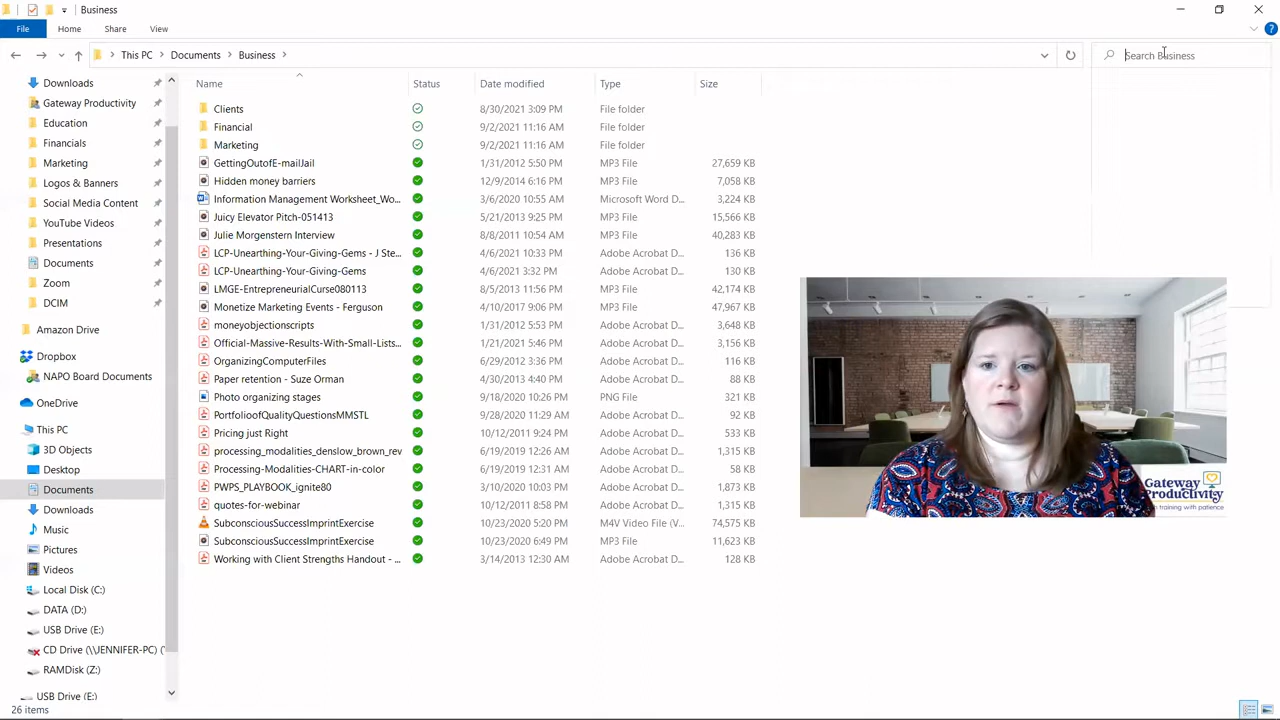 Business
File Home Share View
This PC Documents Business
Search Business
Name Status Date modified Type Size
Downloads
Gateway Productivity
Education
Financials
Marketing
Logos & Banners
Social Media Content
YouTube Videos
Presentations
Documents
Zoom
DCIM
Amazon Drive
Dropbox
NAPO Board Documents
OneDrive
This PC
3D Objects
Desktop
Documents
Downloads
Music
Pictures
Videos
Local Disk (C:)
DATA (D:)
USB Drive (E:)
CD Drive (\\JENNIFER-PC) (
RAMDisk (Z:)
USB Drive (E:)
Clients 8/30/2021 3:09 PM File folder
Financial 9/2/2021 11:16 AM File folder
Marketing 9/2/2021 11:16 AM File folder
GettingOutofE-mailJail 1/31/2012 5:50 PM MP3 File 27,659 KB
Hidden money barriers 12/9/2014 6:16 PM MP3 File 7,058 KB
Information Management Worksheet_Wo... 3/6/2020 10:55 AM Microsoft Word D... 3,224 KB
Juicy Elevator Pitch-051413 5/21/2013 9:25 PM MP3 File 15,566 KB
Julie Morgenstern Interview 8/8/2011 10:54 AM MP3 File 40,283 KB
LCP-Unearthing-Your-Giving-Gems - J Ste... 4/6/2021 10:33 PM Adobe Acrobat D... 136 KB
LCP-Unearthing-Your-Giving-Gems 4/6/2021 3:32 PM Adobe Acrobat D... 130 KB
LMGE-EntrepreneurialCurse080113 8/5/2013 11:56 PM MP3 File 42,174 KB
Monetize Marketing Events - Ferguson 4/10/2017 9:06 PM MP3 File 47,967 KB
moneyobjectionscripts 1/31/2012 5:53 PM Adobe Acrobat D... 3,648 KB
Official-Massive-Results-With-Small-Lists... 1/21/2021 5:46 PM Adobe Acrobat D... 3,156 KB
OrganizingComputerFiles 6/29/2012 3:36 PM Adobe Acrobat D... 116 KB
Paper retention - Suze Orman 4/30/2013 4:40 PM Adobe Acrobat D... 88 KB
Photo organizing stages 9/18/2020 10:26 PM PNG File 321 KB
PortfolioofQualityQuestionsMMSTL 9/28/2020 11:29 AM Adobe Acrobat D... 92 KB
Pricing just Right 10/12/2011 9:24 PM Adobe Acrobat D... 533 KB
processing_modalities_denslow_brown_rev 6/19/2019 12:26 AM Adobe Acrobat D... 1,315 KB
Processing-Modalities-CHART-in-color 6/19/2019 12:31 AM Adobe Acrobat D... 58 KB
PWPS_PLAYBOOK_ignite80 3/10/2020 10:03 PM Adobe Acrobat D... 1,873 KB
quotes-for-webinar 10/12/2011 8:58 PM Adobe Acrobat D... 1,315 KB
SubconsciousSuccessImprintExercise 10/23/2020 5:20 PM M4V Video File (V... 74,575 KB
SubconsciousSuccessImprintExercise 10/23/2020 6:49 PM MP3 File 11,623 KB
Working with Client Strengths Handout - ... 3/14/2013 12:30 AM Adobe Acrobat D... 128 KB
Gateway
Productivity
training with patience
26 items